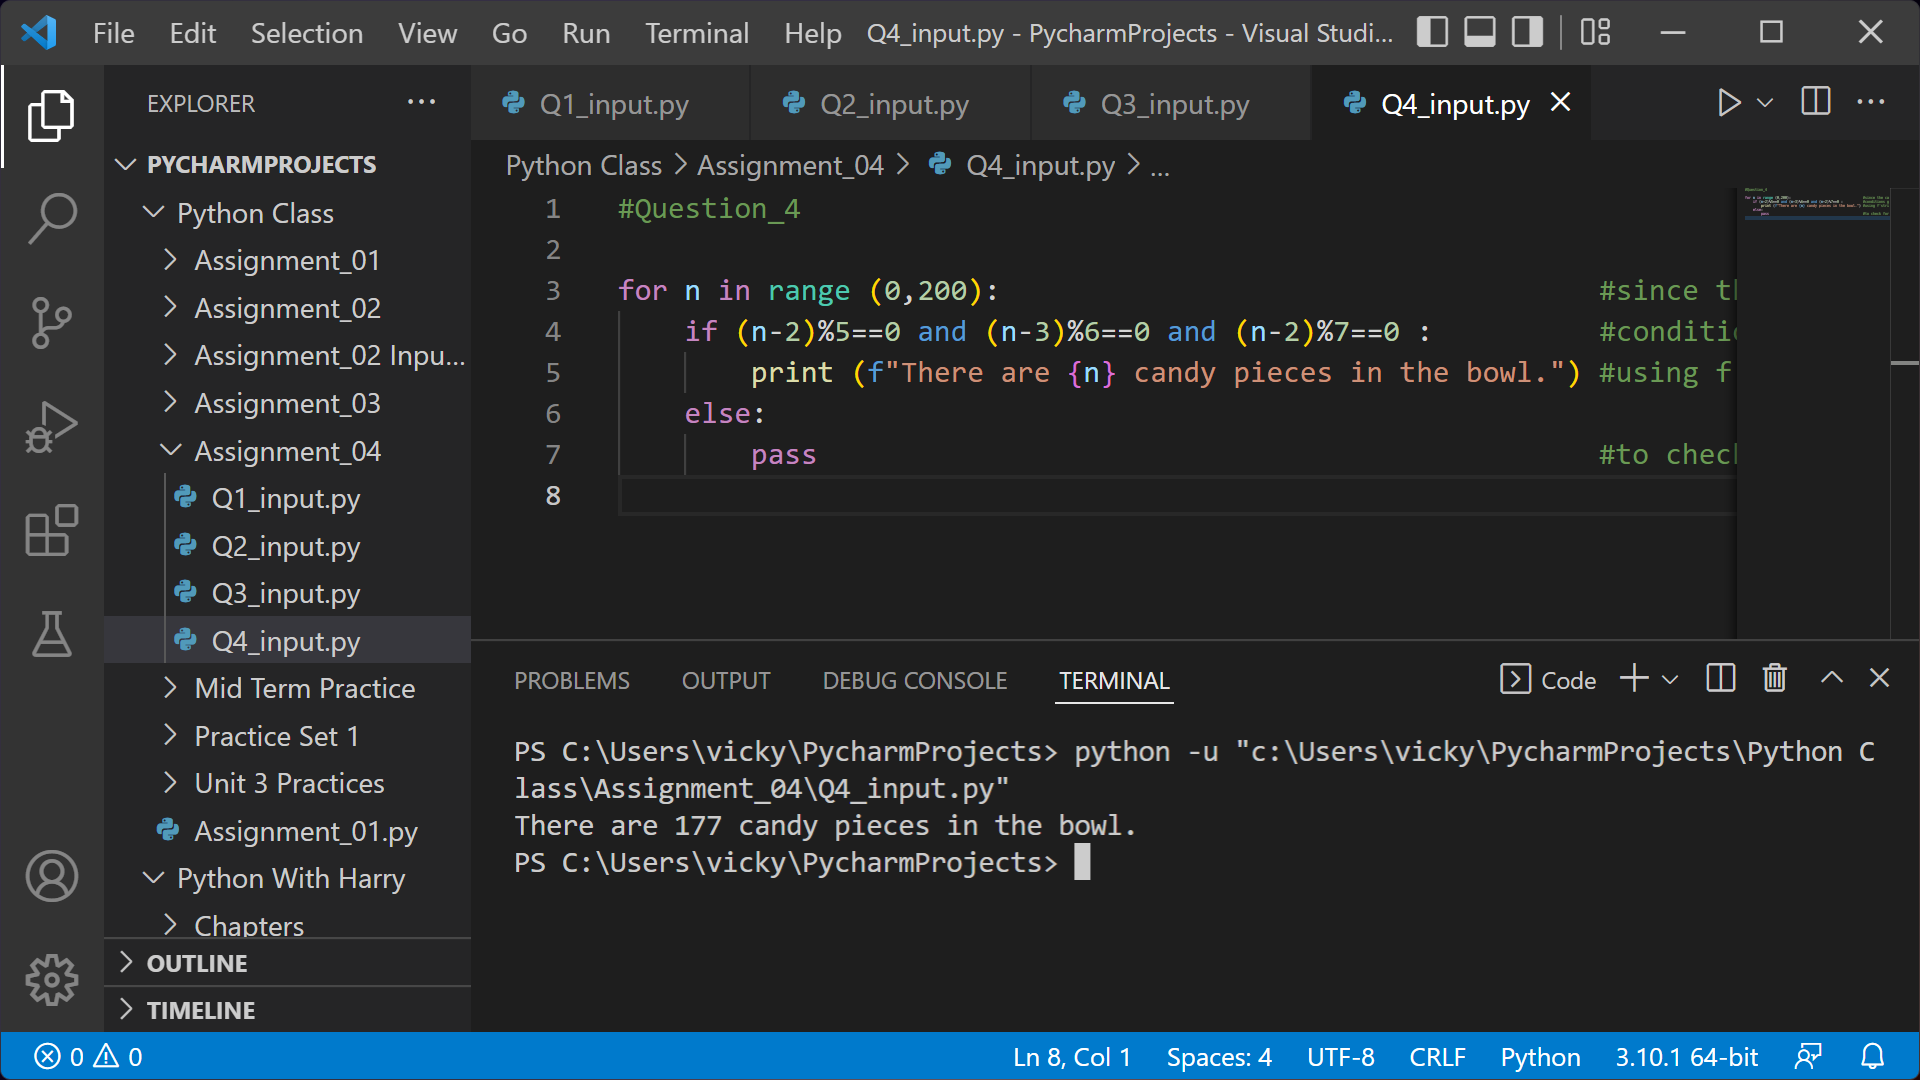 File Edit Selection View Go Run Terminal Help Q4_input.py - PycharmProjects - Visual Studi...
EXPLORER
Q1_input.py Q2_input.py Q3_input.py Q4_input.py
PYCHARMPROJECTS
Python Class
Assignment_01
Assignment_02
Assignment_02 Inpu...
Assignment_03
Assignment_04
Q1_input.py
Q2_input.py
Q3_input.py
Q4_input.py
Mid Term Practice
Practice Set 1
Unit 3 Practices
Assignment_01.py
Python With Harry
Chapters
OUTLINE
TIMELINE
Python Class > Assignment_04 > Q4_input.py > ...
1 #Question_4
2
3 for n in range (0,200): #since th
4 if (n-2)%5==0 and (n-3)%6==0 and (n-2)%7==0 : #conditio
5 print (f"There are {n} candy pieces in the bowl.") #using f
6 else:
7 pass #to check
8
PROBLEMS OUTPUT DEBUG CONSOLE TERMINAL Code
PS C:\Users\vicky\PycharmProjects> python -u "c:\Users\vicky\PycharmProjects\Python C
lass\Assignment_04\Q4_input.py"
There are 177 candy pieces in the bowl.
PS C:\Users\vicky\PycharmProjects>
0 0 Ln 8, Col 1 Spaces: 4 UTF-8 CRLF Python 3.10.1 64-bit